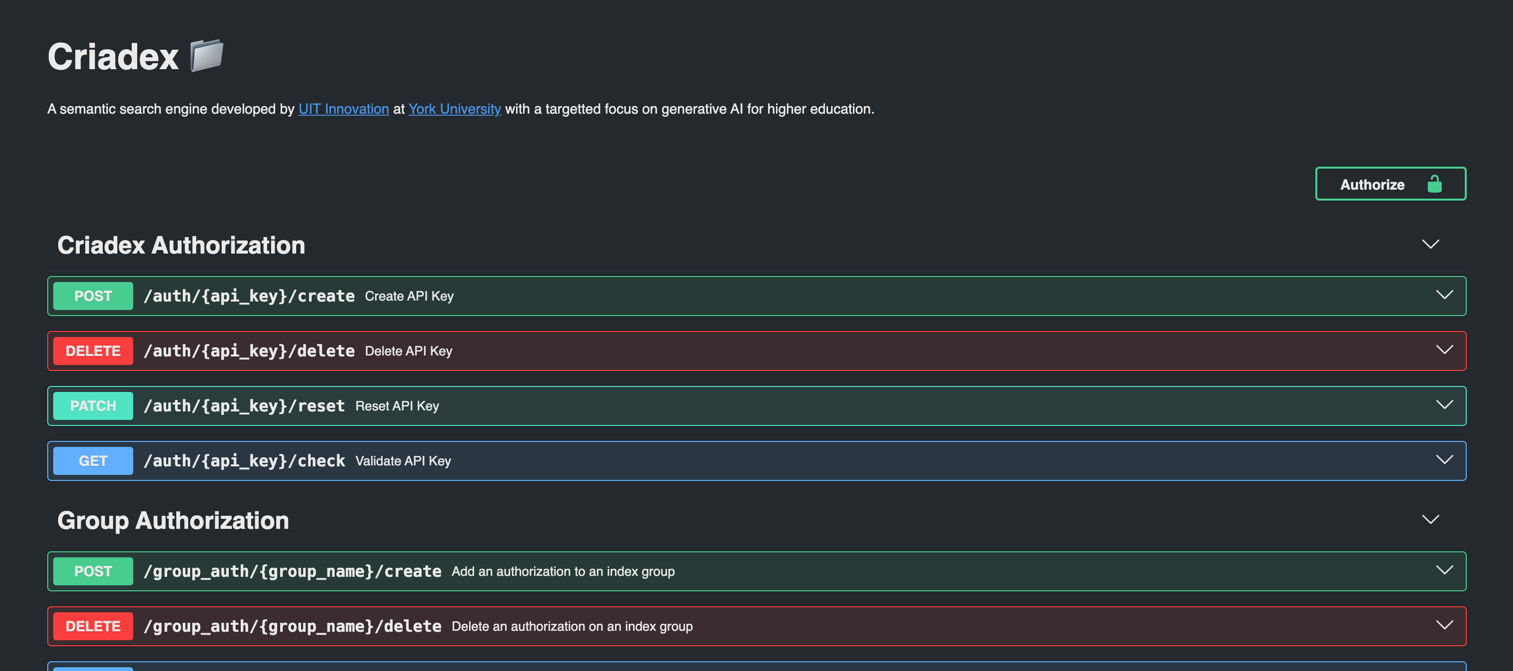 Criadex
A semantic search engine developed by UIT Innovation at York University with a targetted focus on generative AI for higher education.
Authorize
Criadex Authorization
POST /auth/{api_key}/create Create API Key
DELETE /auth/{api_key}/delete Delete API Key
PATCH /auth/{api_key}/reset Reset API Key
GET /auth/{api_key}/check Validate API Key
Group Authorization
POST /group_auth/{group_name}/create Add an authorization to an index group
DELETE /group_auth/{group_name}/delete Delete an authorization on an index group